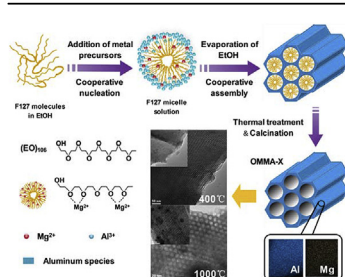 Addition of metal
precursors
Cooperative
nucleation
Evaporation of
EtOH
Cooperative
assembly
F127 molecules
in EtOH
F127 micelle
solution
Thermal treatment
& Calcination
(EO)106
OH
O O O O O O
OH
O O O O O
Mg2+ Mg2+
OMMA-X
400℃
1000℃
Mg2+ Al3+
Aluminum species
Al Mg